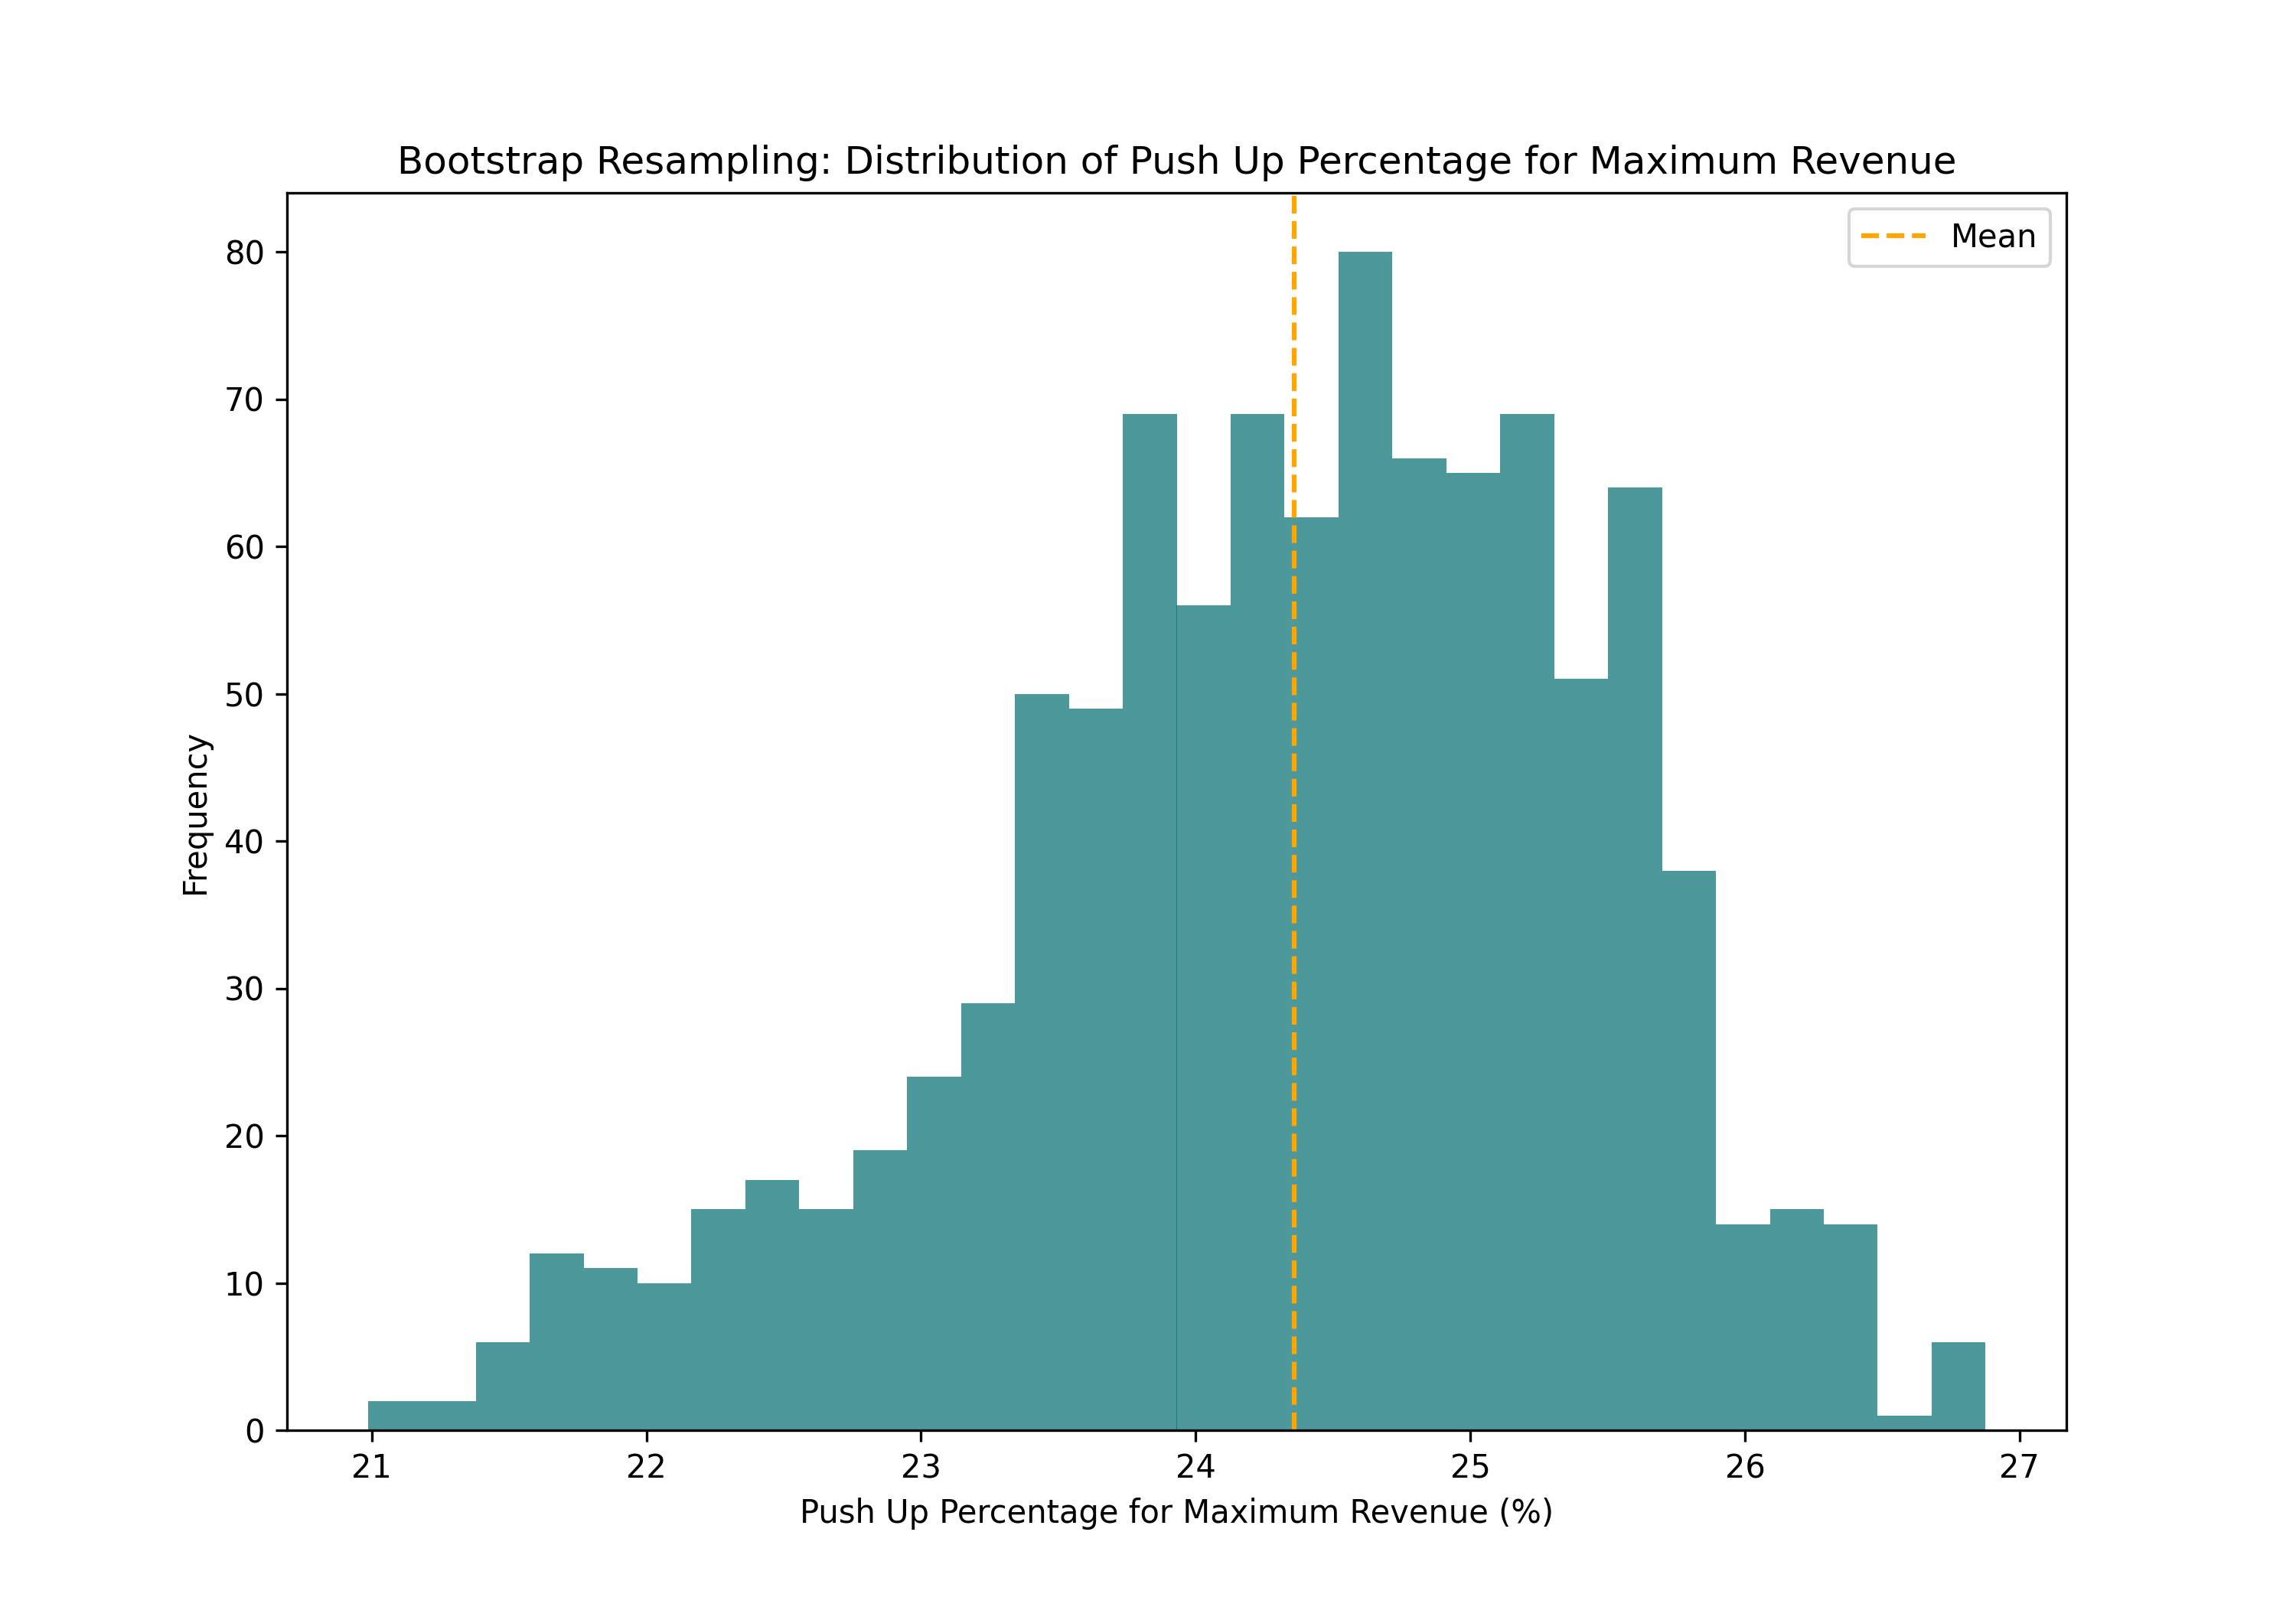 Bootstrap Resampling: Distribution of Push Up Percentage for Maximum Revenue
Mean
80
70
60
50
40
30
20
10
0
Frequency
21 22 23 24 25 26 27
Push Up Percentage for Maximum Revenue (%)